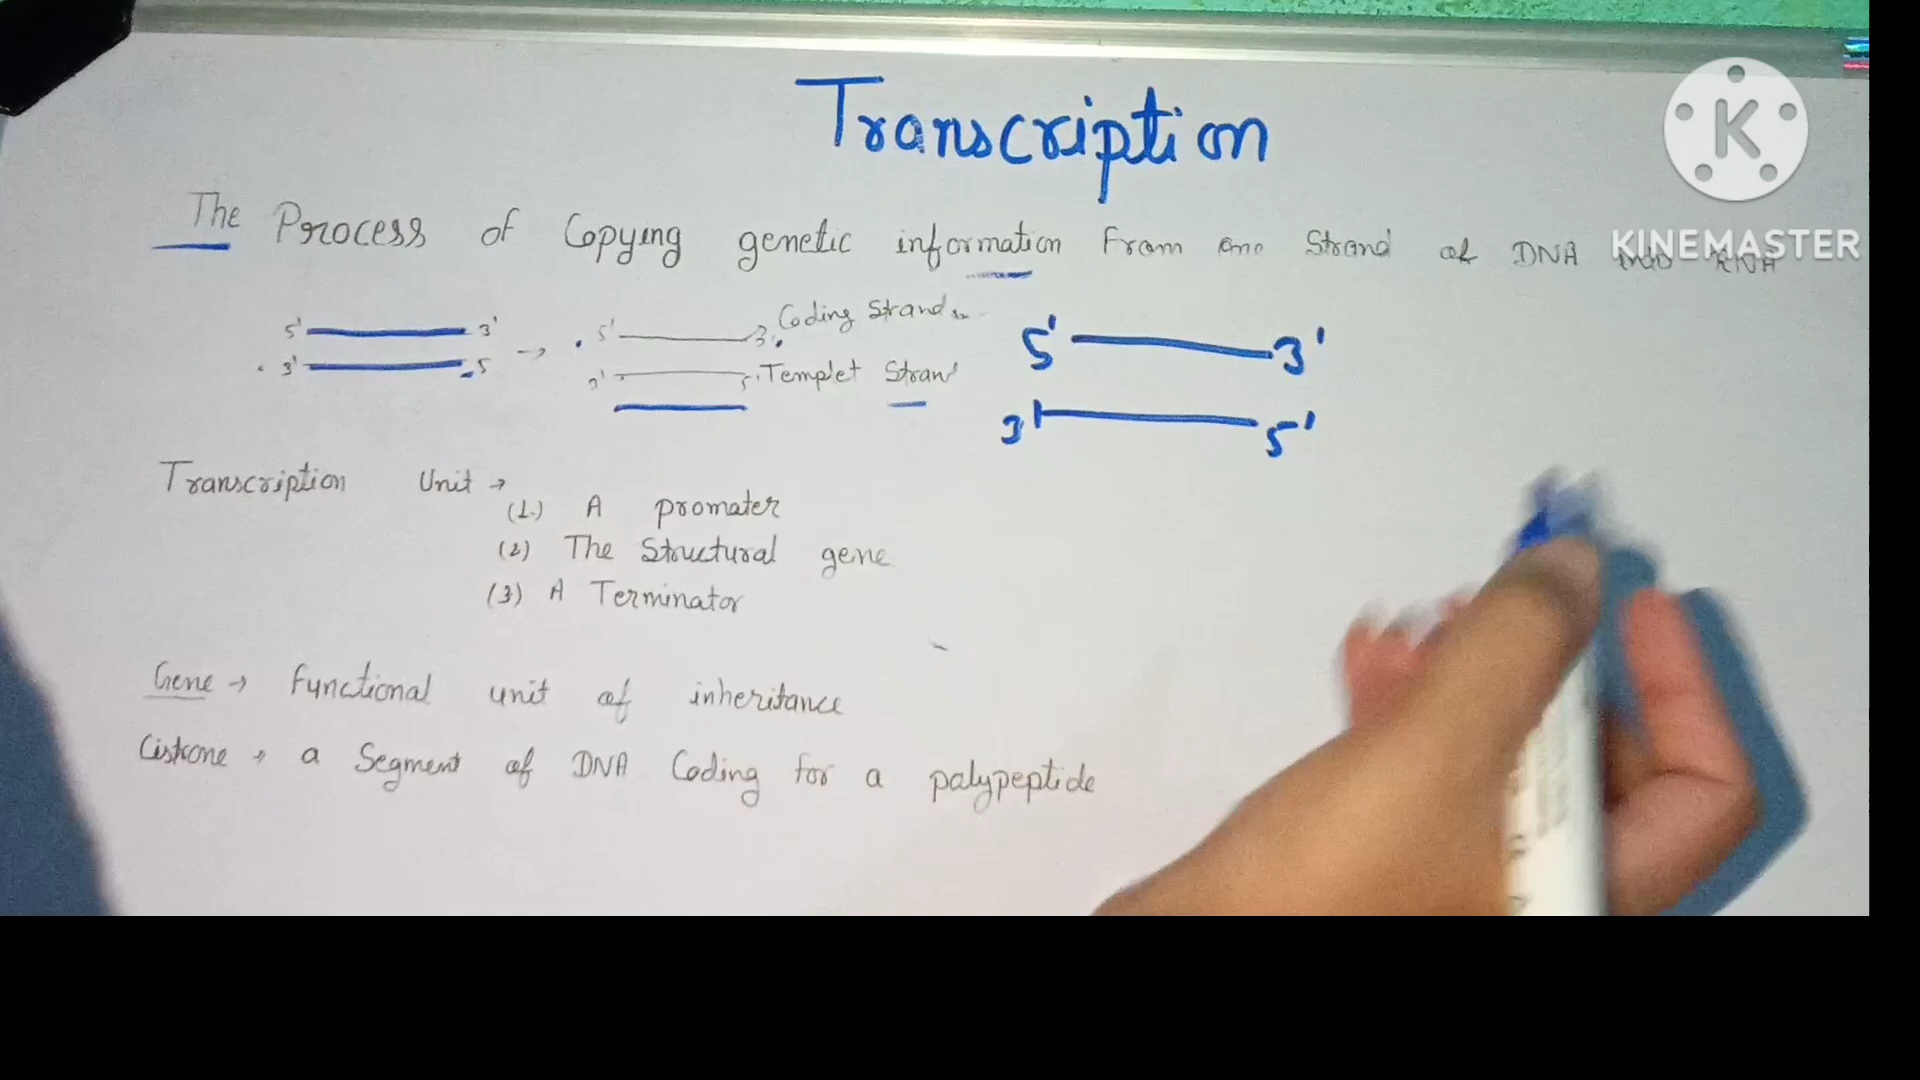 Transcription
The Process of Copying genetic information From one Strand of DNA into RNA
KINEMASTER
5' 3' → 5' 3' Coding Strand
3' 5 3' 5' Templet Strand
5' 3'
3' 5'
Transcription Unit →
(1.) A promater
(2) The Structural gene
(3) A Terminator
Gene → Functional unit of inheritance
Cistrone → a Segment of DNA Coding for a palypeptide